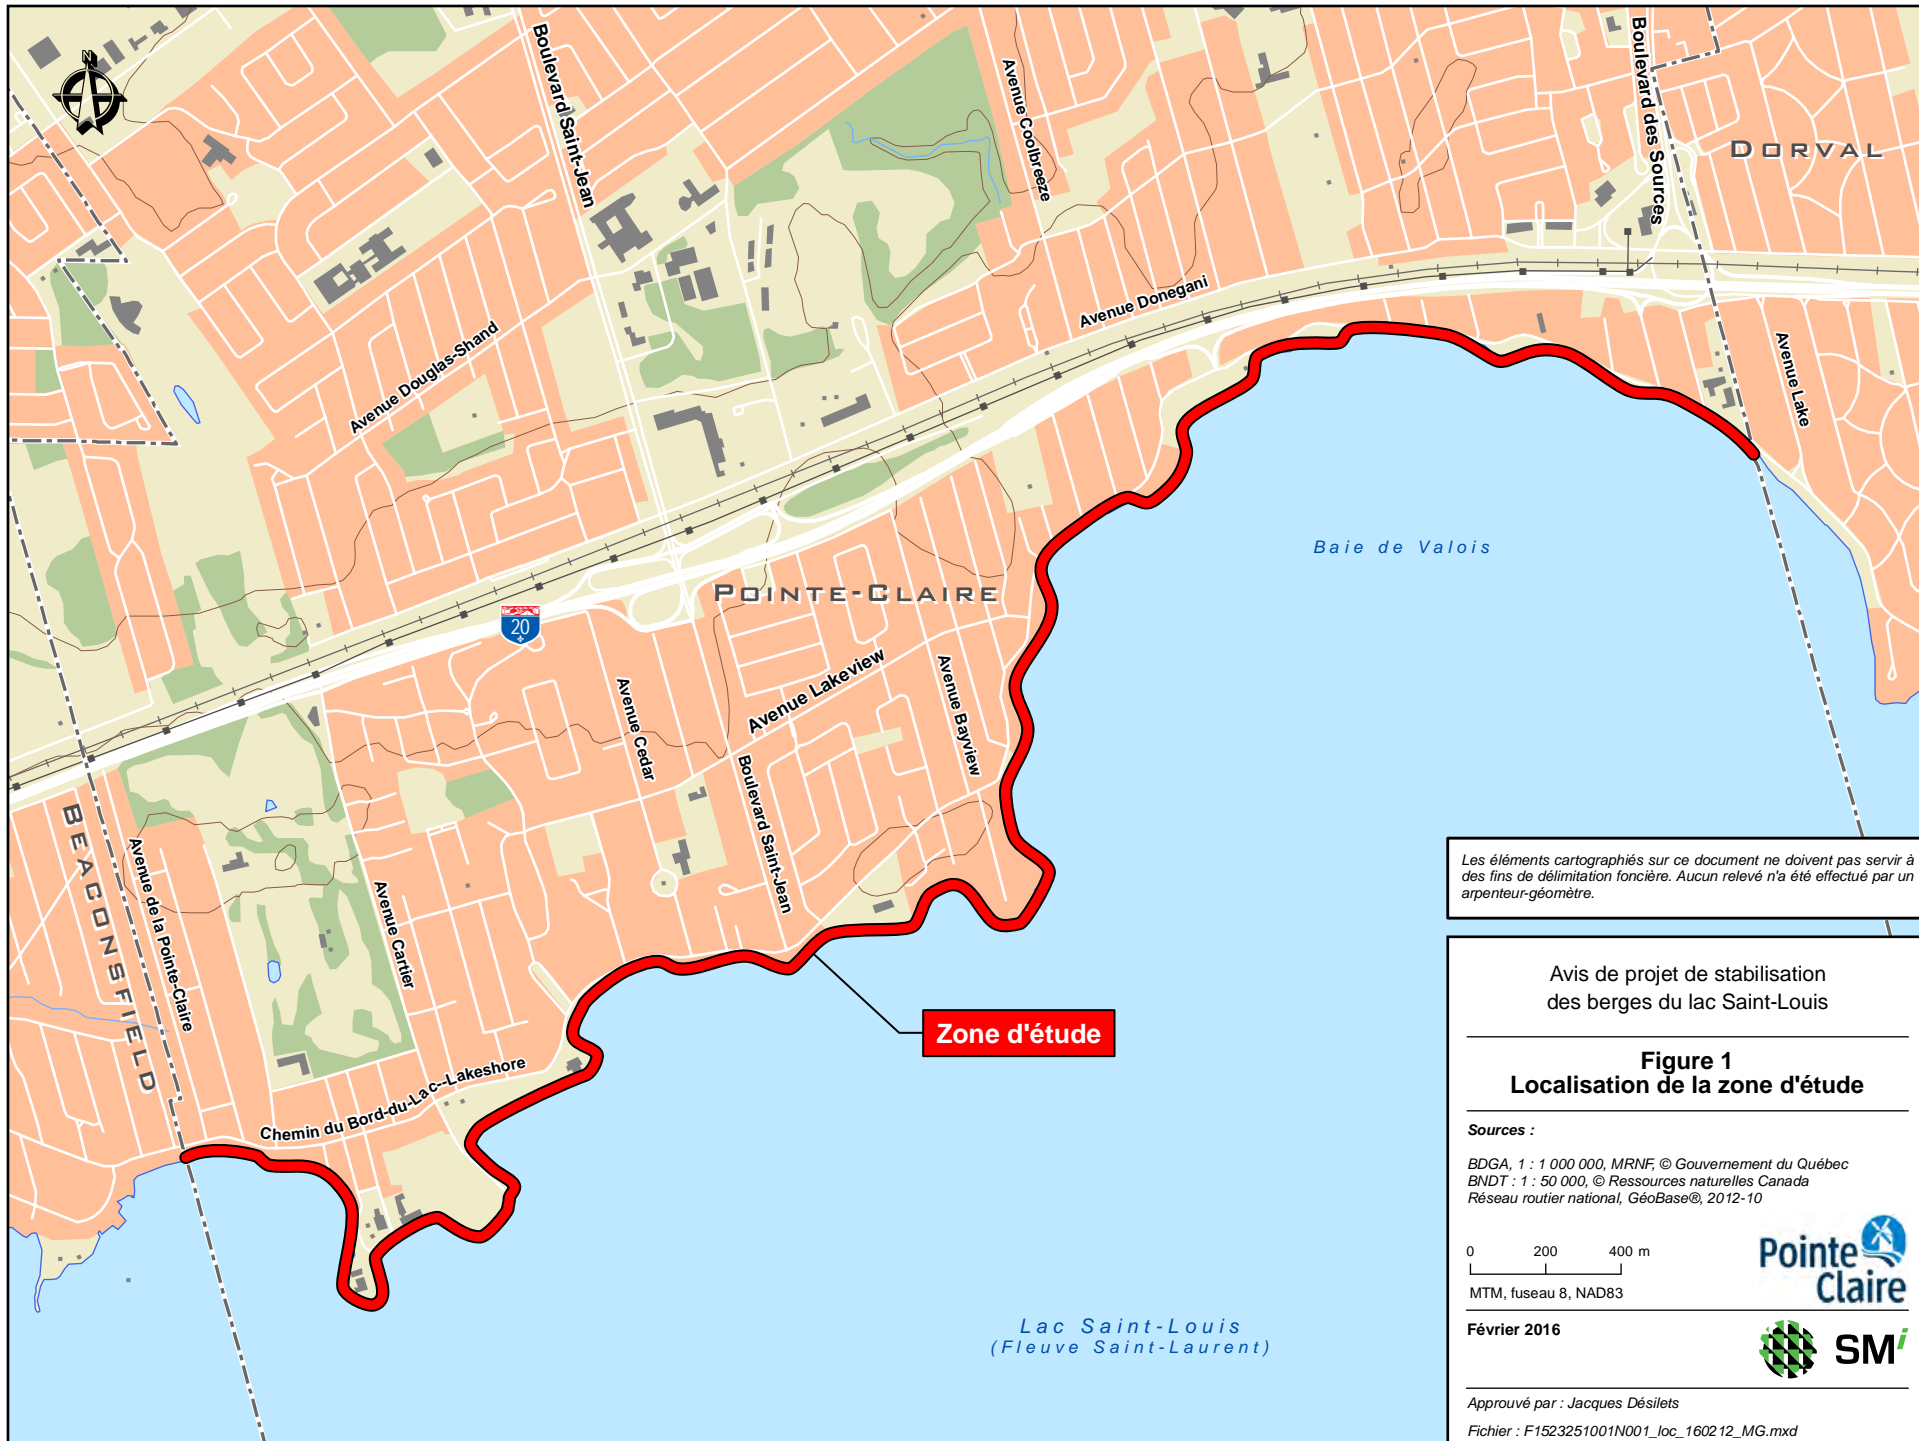 N
Boulevard Saint-Jean
Avenue Coolbreeze
Boulevard des Sources
DORVAL
Avenue Donegani
Avenue Douglas-Shand
Avenue Lake
Baie de Valois
POINTE-CLAIRE
20
Avenue Lakeview
Avenue Bayview
Avenue Cedar
Boulevard Saint-Jean
BEACONSFIELD
Avenue de la Pointe-Claire
Avenue Cartier
Chemin du Bord-du-Lac--Lakeshore
Zone d'étude
Lac Saint-Louis
(Fleuve Saint-Laurent)
Les éléments cartographiés sur ce document ne doivent pas servir à
des fins de délimitation foncière. Aucun relevé n'a été effectué par un
arpenteur-géomètre.
Avis de projet de stabilisation
des berges du lac Saint-Louis
Figure 1
Localisation de la zone d'étude
Sources :
BDGA, 1 : 1 000 000, MRNF, © Gouvernement du Québec
BNDT : 1 : 50 000, © Ressources naturelles Canada
Réseau routier national, GéoBase®, 2012-10
0 200 400 m
MTM, fuseau 8, NAD83
Pointe
Claire
Février 2016
SMi
Approuvé par : Jacques Désilets
Fichier : F1523251001N001_loc_160212_MG.mxd